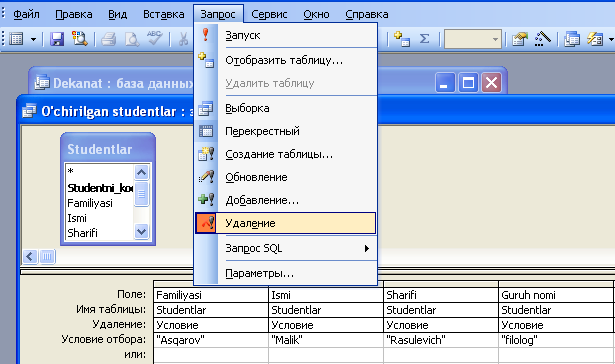 Файл Правка Вид Вставка Запрос Сервис Окно Справка
Запуск
Отобразить таблицу...
Удалить таблицу
Выборка
Перекрестный
Создание таблицы...
Обновление
Добавление...
Удаление
Запрос SQL
Параметры...
Dekanat : база данных
O'chirilgan studentlar : з
Studentlar
*
Studentni_ko
Familiyasi
Ismi
Sharifi
Поле: Familiyasi Ismi Sharifi Guruh nomi
Имя таблицы: Studentlar Studentlar Studentlar Studentlar
Удаление: Условие Условие Условие Условие
Условие отбора: "Asqarov" "Malik" "Rasulevich" "filolog"
или: